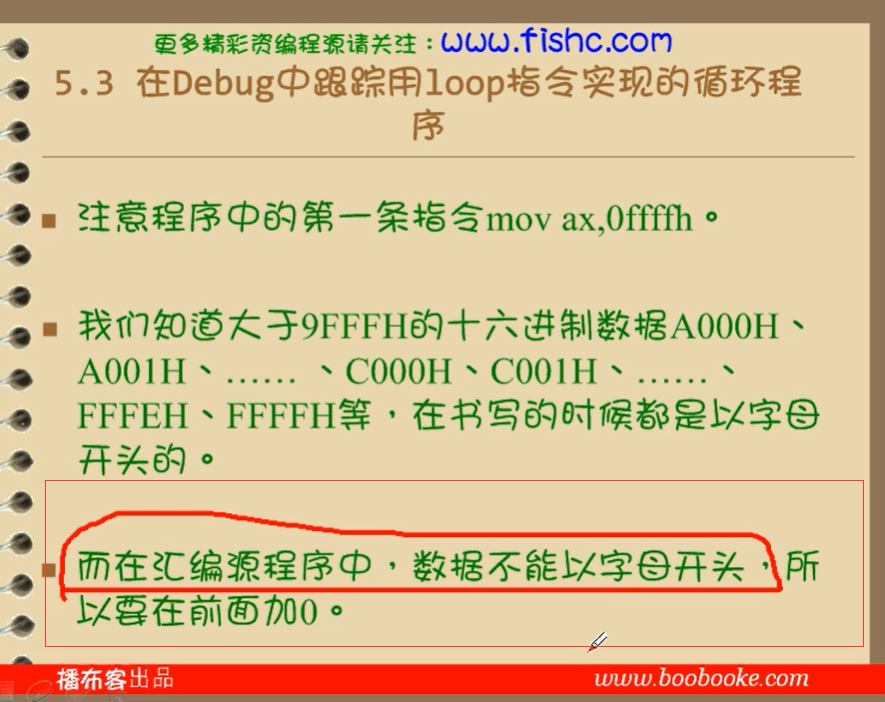 更多精彩资编程源请关注：www.fishc.com
5.3 在Debug中跟踪用loop指令实现的循环程
序
■ 注意程序中的第一条指令mov ax,0ffffh。
■ 我们知道大于9FFFH的十六进制数据A000H、
A001H、…… 、C000H、C001H、……、
FFFEH、FFFFH等，在书写的时候都是以字母
开头的。
■ 而在汇编源程序中，数据不能以字母开头，所
以要在前面加0。
播布客出品 www.boobooke.com